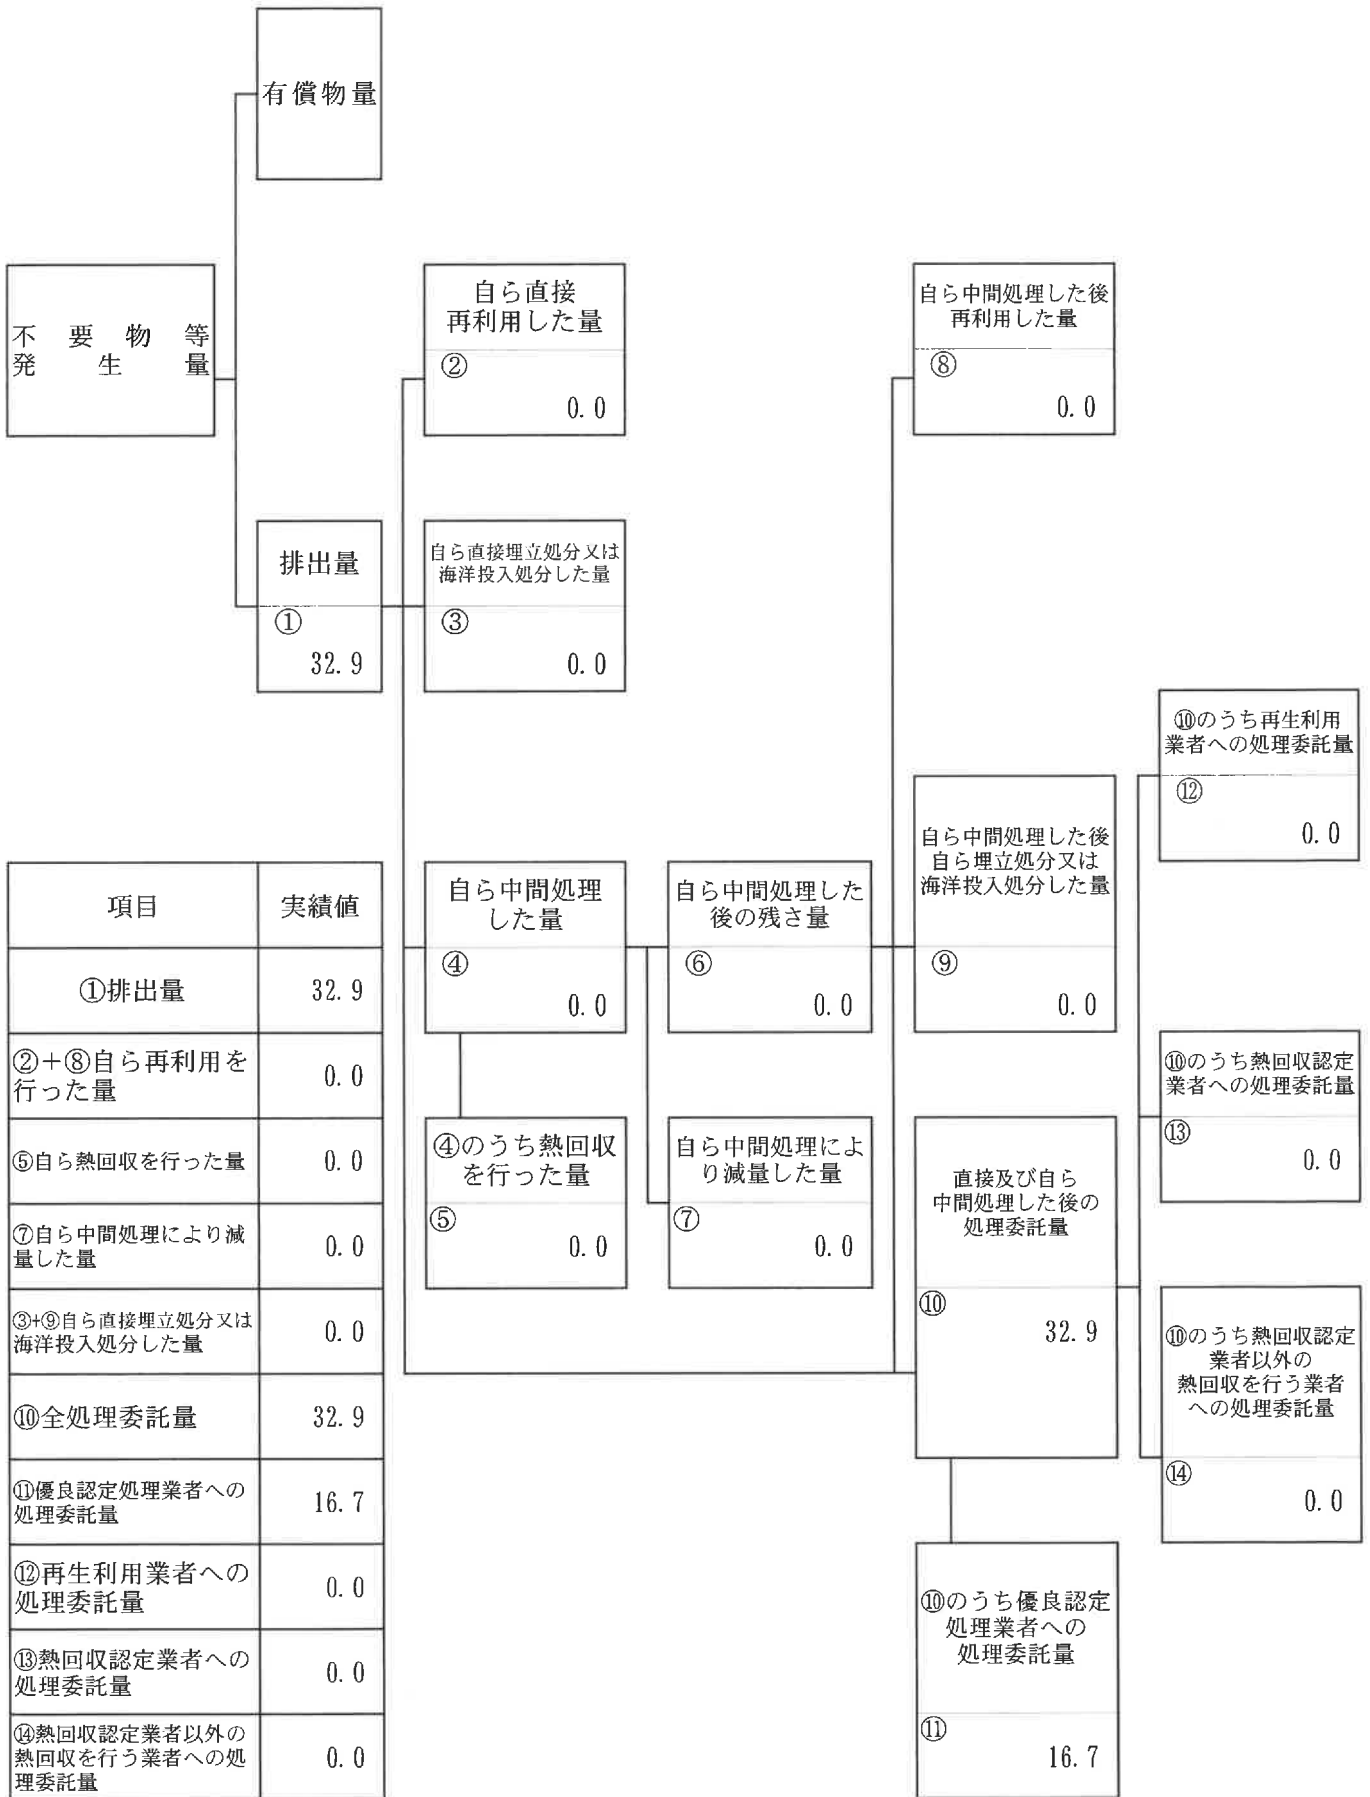 有償物量
不要物等
発生量
自ら直接
再利用した量
②
0.0
自ら中間処理した後
再利用した量
⑧
0.0
排出量
①
32.9
自ら直接埋立処分又は
海洋投入処分した量
③
0.0
⑩のうち再生利用
業者への処理委託量
⑫
0.0
自ら中間処理
した量
④
0.0
自ら中間処理した
後の残さ量
⑥
0.0
自ら中間処理した後
自ら埋立処分又は
海洋投入処分した量
⑨
0.0
⑩のうち熱回収認定
業者への処理委託量
⑬
0.0
④のうち熱回収
を行った量
⑤
0.0
自ら中間処理によ
り減量した量
⑦
0.0
直接及び自ら
中間処理した後の
処理委託量
⑩
32.9
⑩のうち熱回収認定
業者以外の
熱回収を行う業者
への処理委託量
⑭
0.0
⑩のうち優良認定
処理業者への
処理委託量
⑪
16.7
項目 実績値
①排出量 32.9
②+⑧自ら再利用を
行った量 0.0
⑤自ら熱回収を行った量 0.0
⑦自ら中間処理により減
量した量 0.0
③+⑨自ら直接埋立処分又は
海洋投入処分した量 0.0
⑩全処理委託量 32.9
⑪優良認定処理業者への
処理委託量 16.7
⑫再生利用業者への
処理委託量 0.0
⑬熱回収認定業者への
処理委託量 0.0
⑭熱回収認定業者以外の
熱回収を行う業者への処
理委託量 0.0